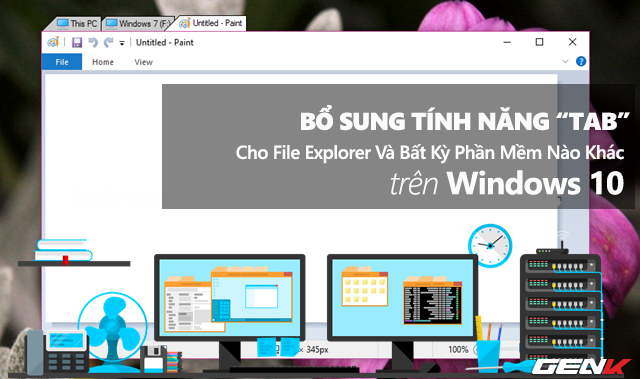 This PC
Windows 7 (F:)
Untitled - Paint
Untitled - Paint
File Home View
BỔ SUNG TÍNH NĂNG “TAB”
Cho File Explorer Và Bất Kỳ Phần Mềm Nào Khác
trên Windows 10
× 345px
100%
GENK